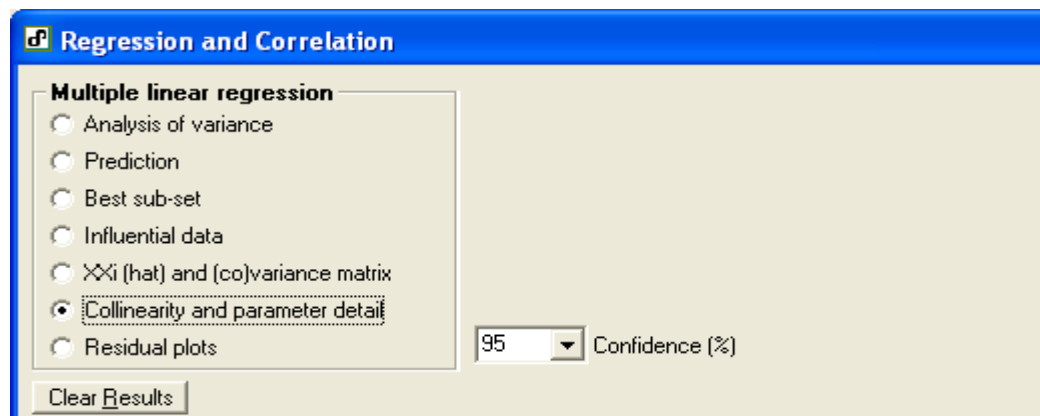 Regression and Correlation
Multiple linear regression
Analysis of variance
Prediction
Best sub-set
Influential data
XXi (hat) and (co)variance matrix
Collinearity and parameter detail
Residual plots
95 Confidence (%)
Clear Results